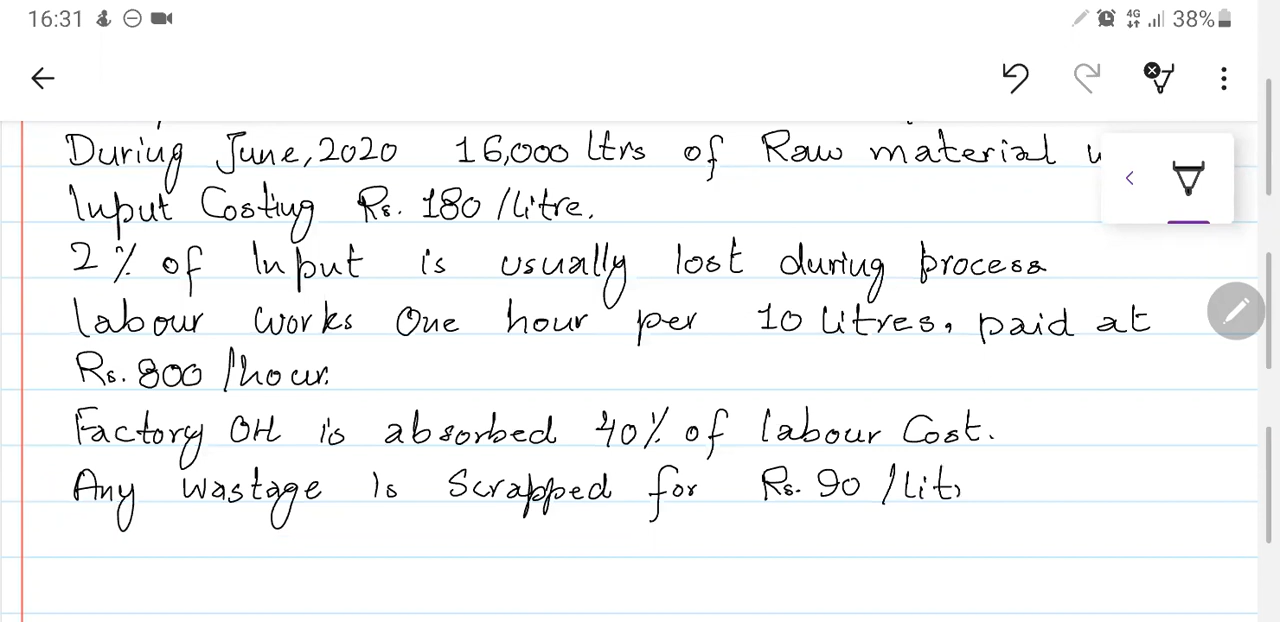 16:31 4G 38%
During June, 2020 16,000 ltrs of Raw material
Input Costing Rs. 180 /litre.
2% of Input is usually lost during process
labour works One hour per 10 litres, paid at
Rs. 800 /hour.
Factory OH is absorbed 40% of labour Cost.
Any wastage is Scrapped for Rs. 90 /Lit